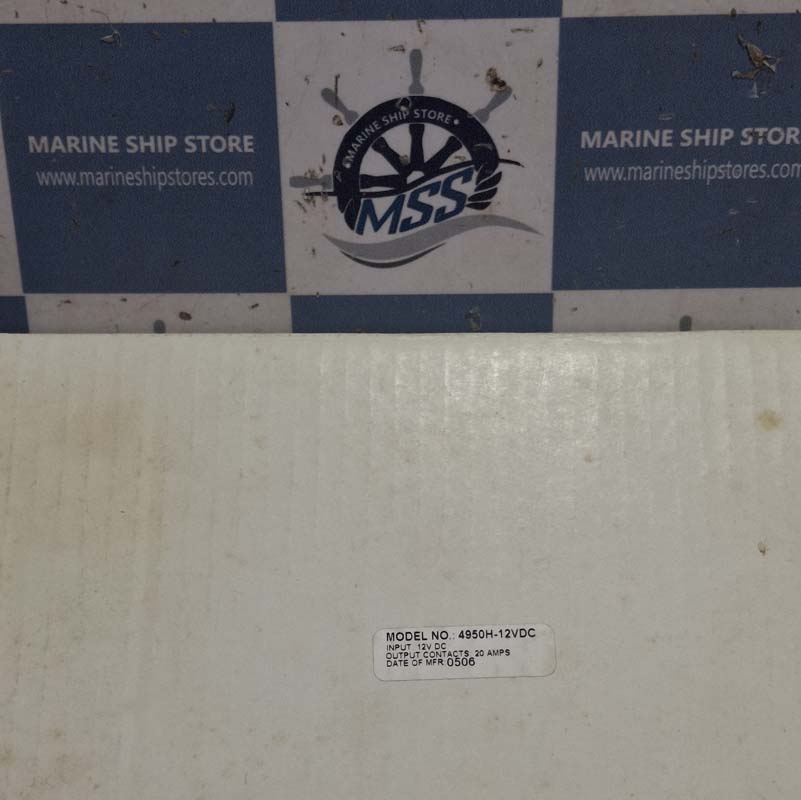 MARINE SHIP STORE
www.marineshipstores.com
• MARINE SHIP STORE •
MSS
MARINE SHIP STOR
www.marineshipstores.com
MODEL NO.: 4950H-12VDC
INPUT 12V DC
OUTPUT CONTACTS 20 AMPS
DATE OF MFR 0506